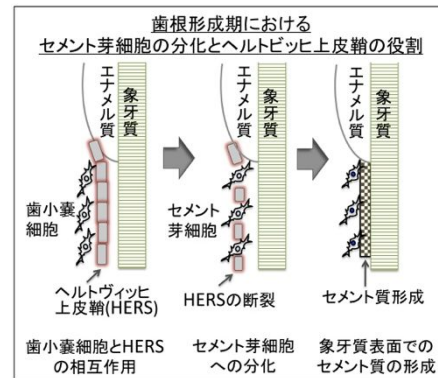 歯根形成期における
セメント芽細胞の分化とヘルトビッヒ上皮鞘の役割
エナメル質
象牙質
歯小嚢
細胞
ヘルトヴィッヒ
上皮鞘(HERS)
歯小嚢細胞とHERS
の相互作用
エナメル質
象牙質
セメント
芽細胞
HERSの断裂
セメント芽細胞
への分化
エナメル質
象牙質
セメント質形成
象牙質表面での
セメント質の形成